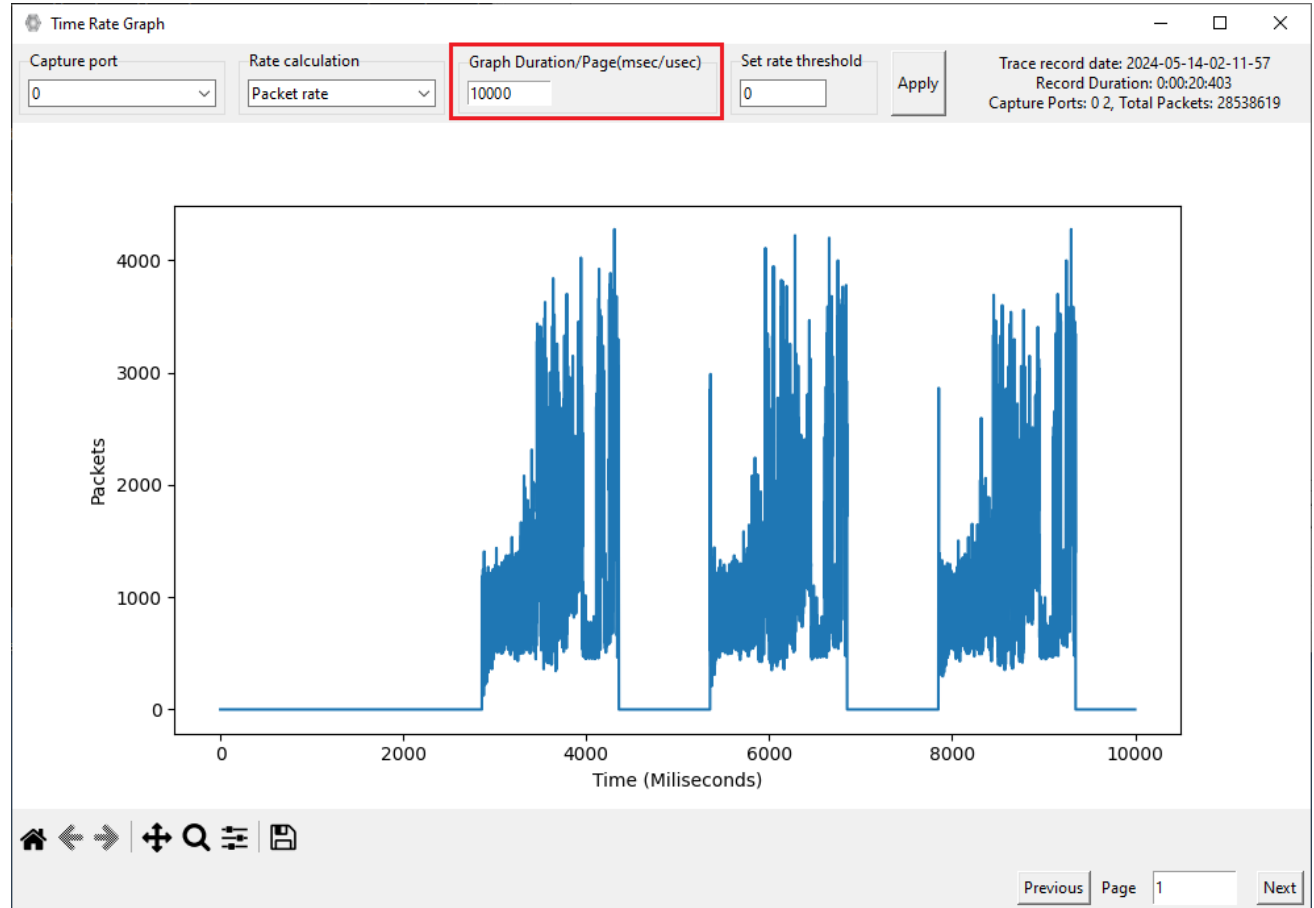 Time Rate Graph
Capture port
0
Rate calculation
Packet rate
Graph Duration/Page(msec/usec)
10000
Set rate threshold
0
Apply
Trace record date: 2024-05-14-02-11-57
Record Duration: 0:00:20:403
Capture Ports: 0 2, Total Packets: 28538619
4000
3000
2000
1000
0
Packets
0 2000 4000 6000 8000 10000
Time (Miliseconds)
Previous Page 1 Next